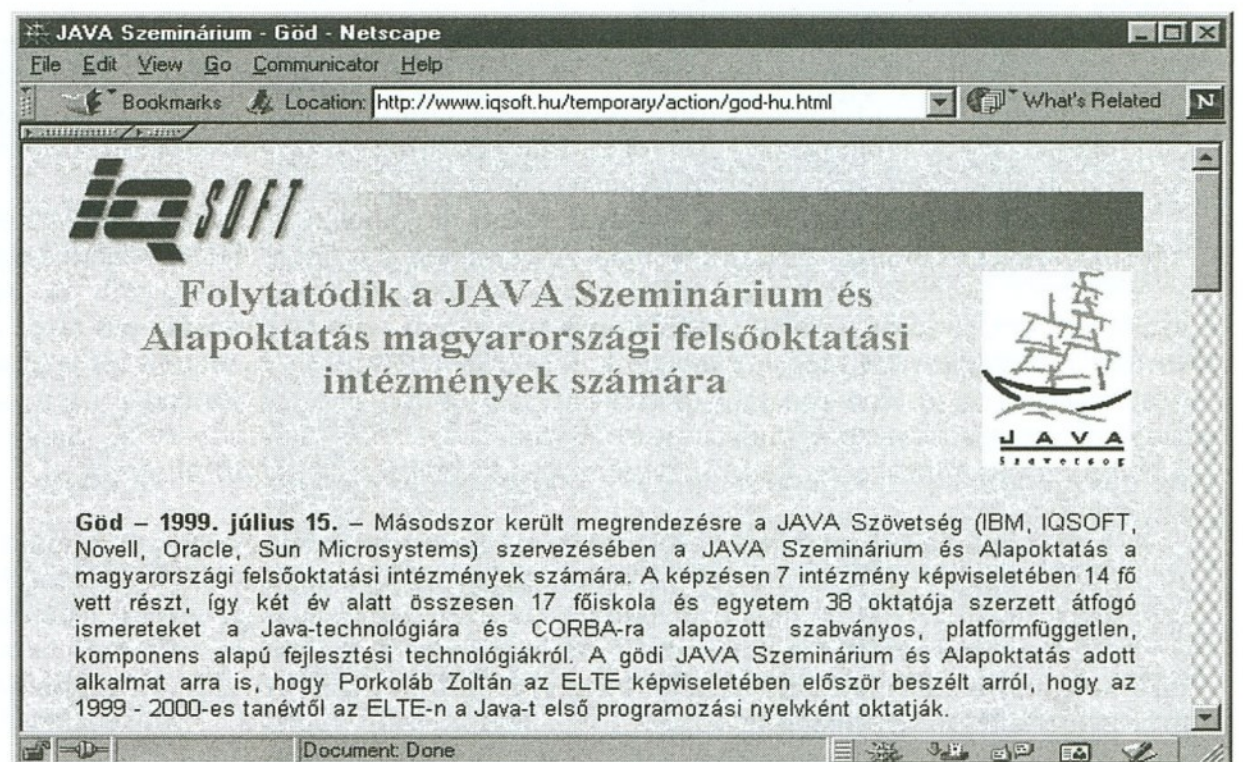 JAVA Szeminárium - Göd - Netscape
File Edit View Go Communicator Help
Bookmarks Location: http://www.iqsoft.hu/temporary/action/god-hu.html What's Related N
iQSOFT
Folytatódik a JAVA Szeminárium és
Alapoktatás magyarországi felsőoktatási
intézmények számára
JAVA
Szövetség
Göd – 1999. július 15. – Másodszor került megrendezésre a JAVA Szövetség (IBM, IQSOFT,
Novell, Oracle, Sun Microsystems) szervezésében a JAVA Szeminárium és Alapoktatás a
magyarországi felsőoktatási intézmények számára. A képzésen 7 intézmény képviseletében 14 fő
vett részt, így két év alatt összesen 17 főiskola és egyetem 38 oktatója szerzett átfogó
ismereteket a Java-technológiára és CORBA-ra alapozott szabványos, platformfüggetlen,
komponens alapú fejlesztési technológiákról. A gödi JAVA Szeminárium és Alapoktatás adott
alkalmat arra is, hogy Porkoláb Zoltán az ELTE képviseletében először beszélt arról, hogy az
1999 - 2000-es tanévtől az ELTE-n a Java-t első programozási nyelvként oktatják.
Document: Done